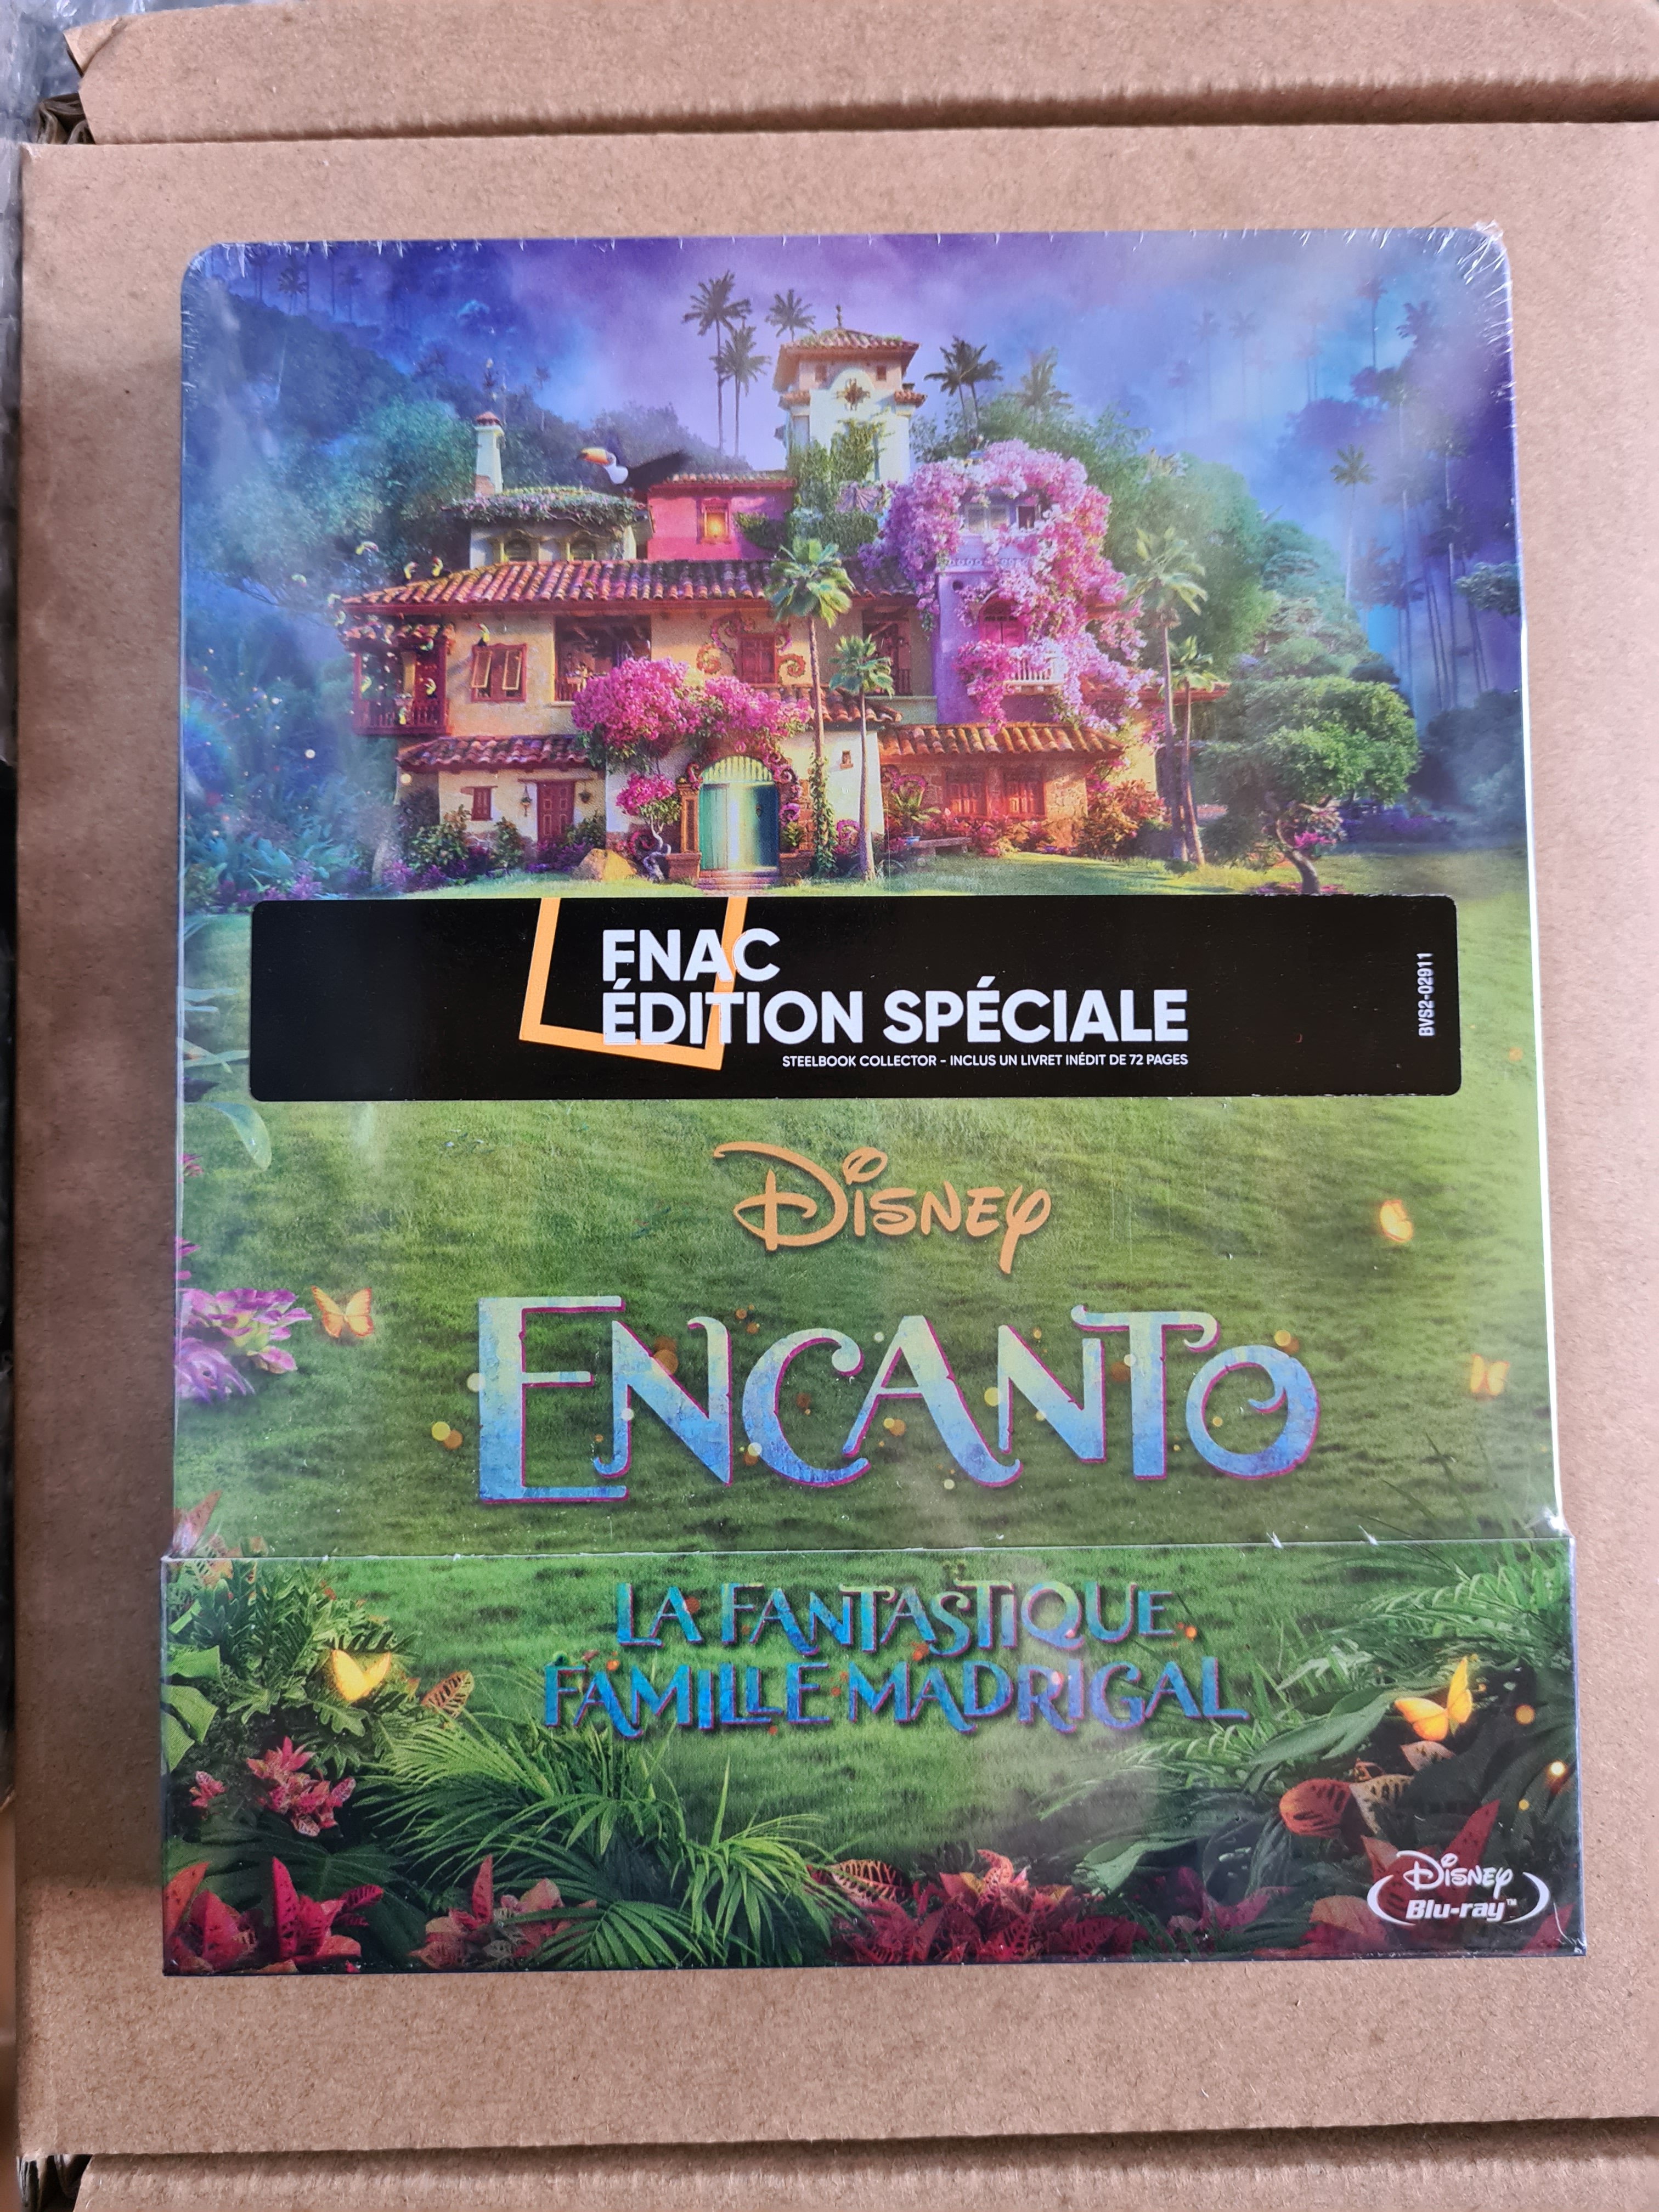 FNAC
ÉDITION SPÉCIALE
STEELBOOK COLLECTOR - INCLUS UN LIVRET INÉDIT DE 72 PAGES
BVS2-02911
DISNEY
ENCANTO
LA FANTASTIQUE
FAMILLE MADRIGAL
DISNEY
Blu-ray™